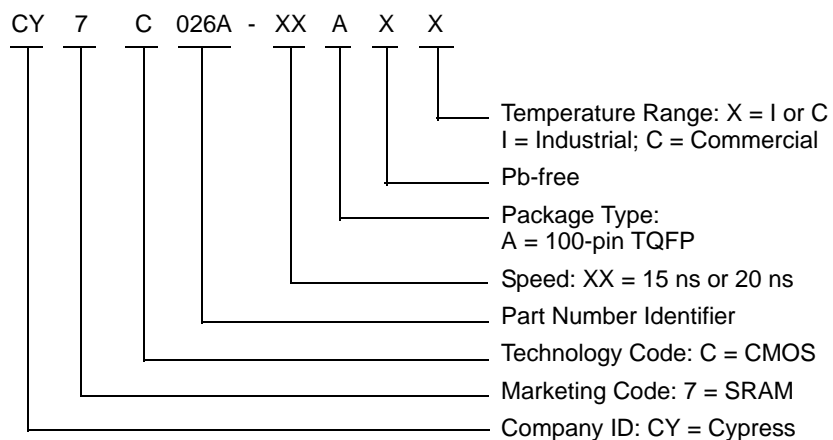 CY 7 C 026A - XX A X X
Temperature Range: X = I or C
I = Industrial; C = Commercial
Pb-free
Package Type:
A = 100-pin TQFP
Speed: XX = 15 ns or 20 ns
Part Number Identifier
Technology Code: C = CMOS
Marketing Code: 7 = SRAM
Company ID: CY = Cypress